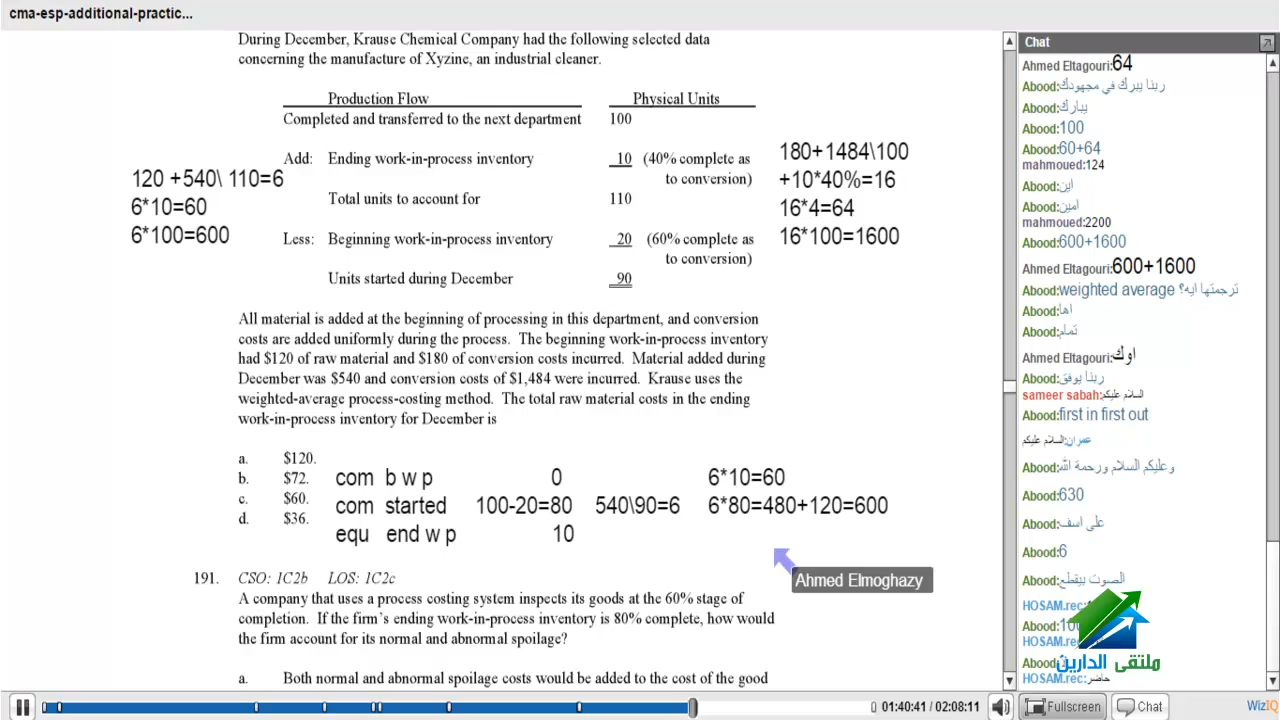 cma-esp-additional-practic...
During December, Krause Chemical Company had the following selected data
concerning the manufacture of Xyzine, an industrial cleaner.
Production Flow Physical Units
Completed and transferred to the next department 100
Add: Ending work-in-process inventory 10 (40% complete as
to conversion)
Total units to account for 110
Less: Beginning work-in-process inventory 20 (60% complete as
to conversion)
Units started during December 90
120 +540\ 110=6
6*10=60
6*100=600
180+1484\100
+10*40%=16
16*4=64
16*100=1600
All material is added at the beginning of processing in this department, and conversion
costs are added uniformly during the process. The beginning work-in-process inventory
had $120 of raw material and $180 of conversion costs incurred. Material added during
December was $540 and conversion costs of $1,484 were incurred. Krause uses the
weighted-average process-costing method. The total raw material costs in the ending
work-in-process inventory for December is
a. $120.
b. $72.
c. $60.
d. $36.
com b w p 0 6*10=60
com started 100-20=80 540\90=6 6*80=480+120=600
equ end w p 10
Ahmed Elmoghazy
191. CSO: 1C2b LOS: 1C2c
A company that uses a process costing system inspects its goods at the 60% stage of
completion. If the firm's ending work-in-process inventory is 80% complete, how would
the firm account for its normal and abnormal spoilage?
a. Both normal and abnormal spoilage costs would be added to the cost of the good
Chat
Ahmed Eltagouri:64
Abood:ربنا يبرك في مجهودك
Abood:يبارك
Abood:100
Abood:60+64
mahmoued:124
Abood:اين
Abood:امين
mahmoued:2200
Abood:600+1600
Ahmed Eltagouri:600+1600
Abood:weighted average ترجمتها ايه؟
Abood:اها
Abood:تمام
Ahmed Eltagouri:اوك
Abood:ربنا يوفق
sameer sabah:السلام عليكم
Abood:first in first out
عمران:السلام عليكم
Abood:وعليكم السلام ورحمة الله
Abood:630
Abood:على اسف
Abood:6
Abood:الصوت بيقطع
HOSAM.rec:
Abood:10
HOSAM.rec:
Abood:
HOSAM.rec:حاضر
ملتقى الدارين
01:40:41 / 02:08:11
Fullscreen
Chat
WizIQ